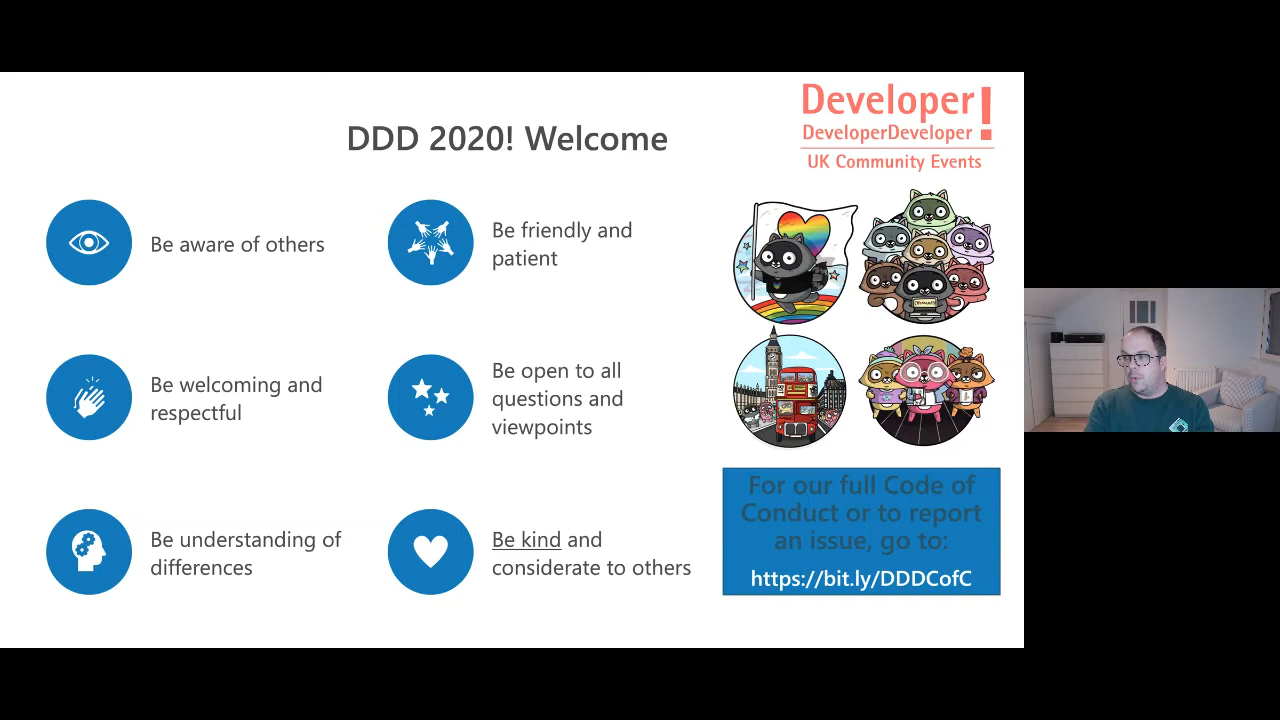 Developer!
DeveloperDeveloper
UK Community Events
DDD 2020! Welcome
Be aware of others
Be friendly and
patient
Be welcoming and
respectful
Be open to all
questions and
viewpoints
Be understanding of
differences
Be kind and
considerate to others
For our full Code of
Conduct or to report
an issue, go to:
https://bit.ly/DDDCofC